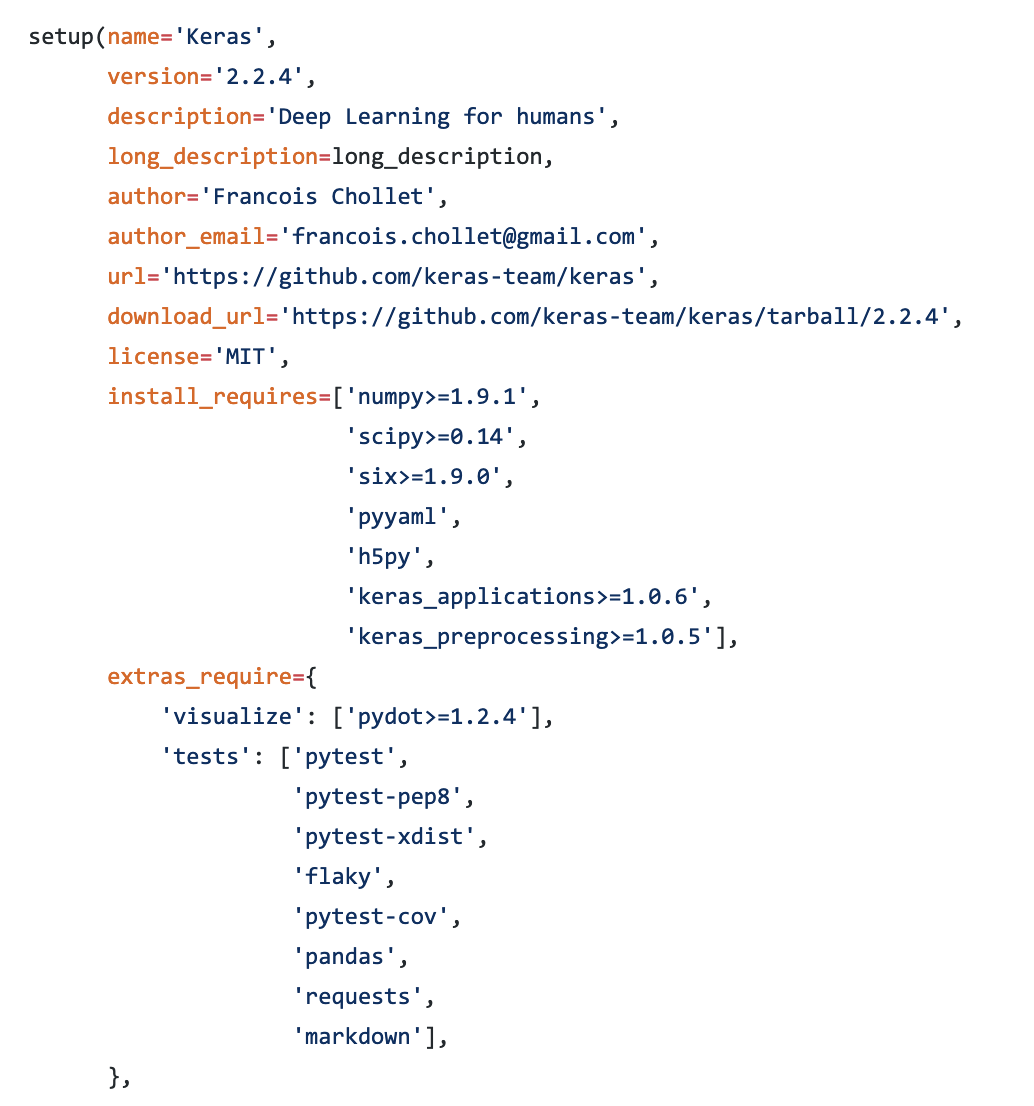 setup(name='Keras',
      version='2.2.4',
      description='Deep Learning for humans',
      long_description=long_description,
      author='Francois Chollet',
      author_email='francois.chollet@gmail.com',
      url='https://github.com/keras-team/keras',
      download_url='https://github.com/keras-team/keras/tarball/2.2.4',
      license='MIT',
      install_requires=['numpy>=1.9.1',
                        'scipy>=0.14',
                        'six>=1.9.0',
                        'pyyaml',
                        'h5py',
                        'keras_applications>=1.0.6',
                        'keras_preprocessing>=1.0.5'],
      extras_require={
          'visualize': ['pydot>=1.2.4'],
          'tests': ['pytest',
                    'pytest-pep8',
                    'pytest-xdist',
                    'flaky',
                    'pytest-cov',
                    'pandas',
                    'requests',
                    'markdown'],
      },